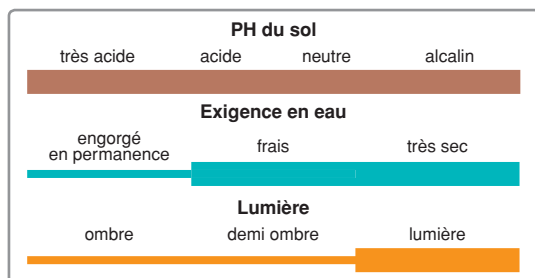 PH du sol
très acide acide neutre alcalin
Exigence en eau
engorgé
en permanence frais très sec
Lumière
ombre demi ombre lumière